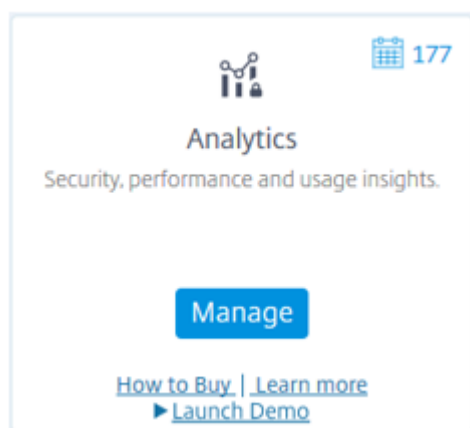 177
Analytics
Security, performance and usage insights.
Manage
How to Buy | Learn more
Launch Demo